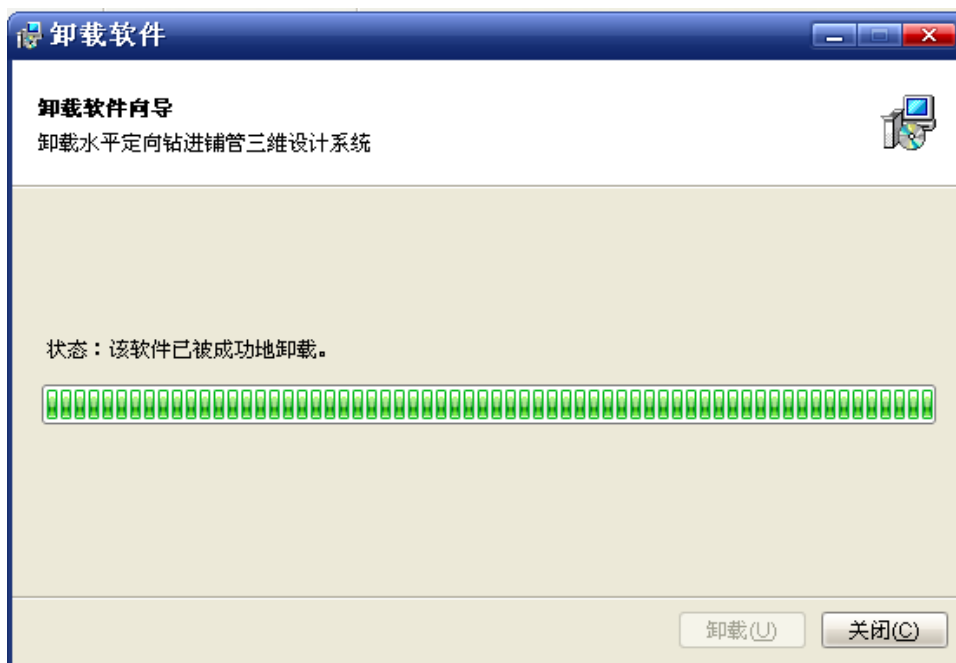 卸载软件
卸载软件向导
卸载水平定向钻进铺管三维设计系统
状态：该软件已被成功地卸载。
卸载(U)
关闭(C)